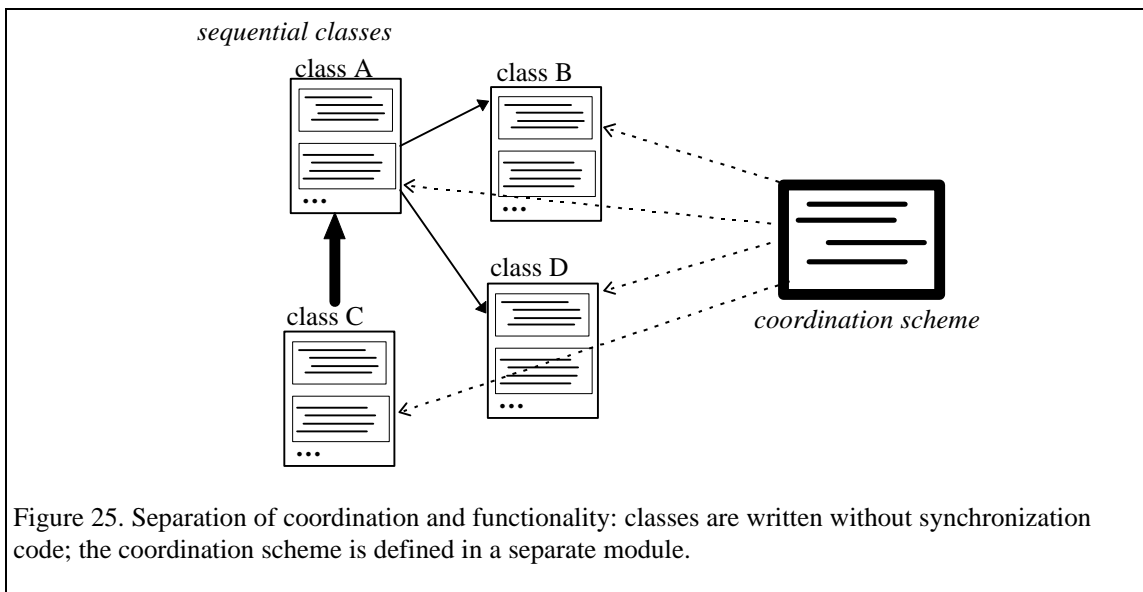 sequential classes
class A
class B
class D
class C
coordination scheme
Figure 25. Separation of coordination and functionality: classes are written without synchronization
code; the coordination scheme is defined in a separate module.